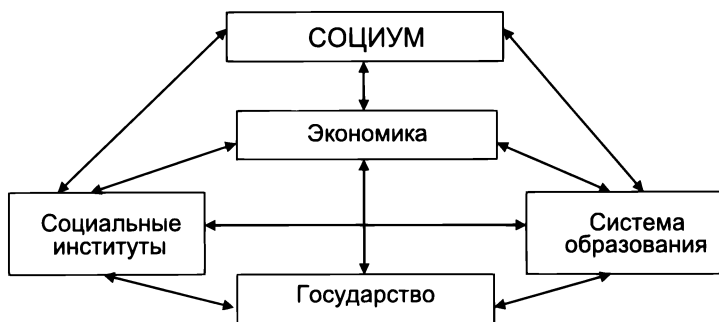 СОЦИУМ
Экономика
Социальные
институты
Система
образования
Государство